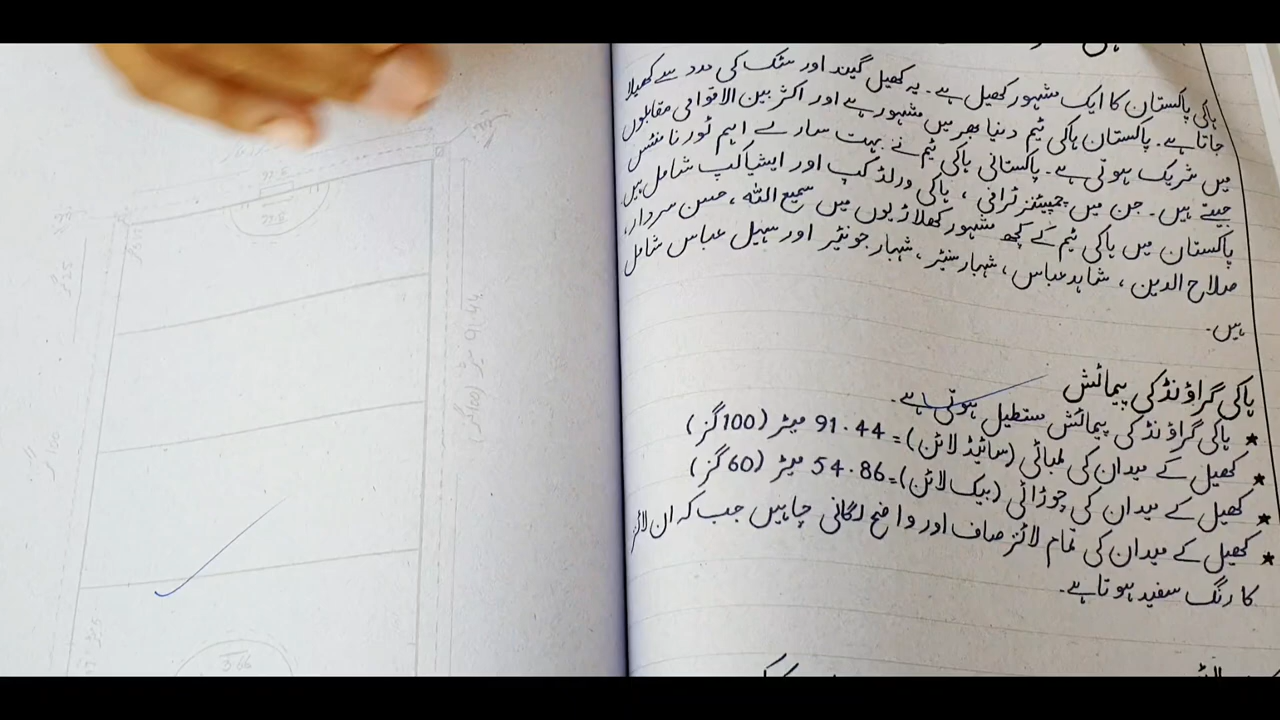 ہاکی پاکستان کا ایک مشہور کھیل ہے۔ یہ کھیل گیند اور سٹک کی مدد سے کھیلا
جاتا ہے۔ پاکستان ہاکی ٹیم دنیا بھر میں مشہور ہے اور اکثر بین الاقوامی مقابلوں
میں شریک ہوتی ہے۔ پاکستانی ہاکی ٹیم نے بہت سارے اہم ٹورنامنٹس
جیتے ہیں۔ جن میں چیمپئنز ٹرافی ، ہاکی ورلڈ کپ اور ایشیا کپ شامل ہیں
پاکستان میں ہاکی ٹیم کے کچھ مشہور کھلاڑیوں میں سمیع اللہ ، حسن سردار،
صلاح الدین ، شاہد عباس ، شہباز سنیئر ، شہباز جونئیر اور سہیل عباس شامل
ہیں۔
ہاکی گراؤنڈ کی پیمائش
★ ہاکی گراؤنڈ کی پیمائش مستطیل ہوتی ہے۔
★ کھیل کے میدان کی لمبائی (سائیڈ لائن) = 91.44 میٹر (100 گز)
★ کھیل کے میدان کی چوڑائی (بیک لائن) = 54.86 میٹر (60 گز)
★ کھیل کے میدان کی تمام لائنز صاف اور واضح لگانی چاہیں جب کہ ان لائنز
کا رنگ سفید ہوتا ہے۔
91.44 میٹر (100 گز)
100 گز
3.66